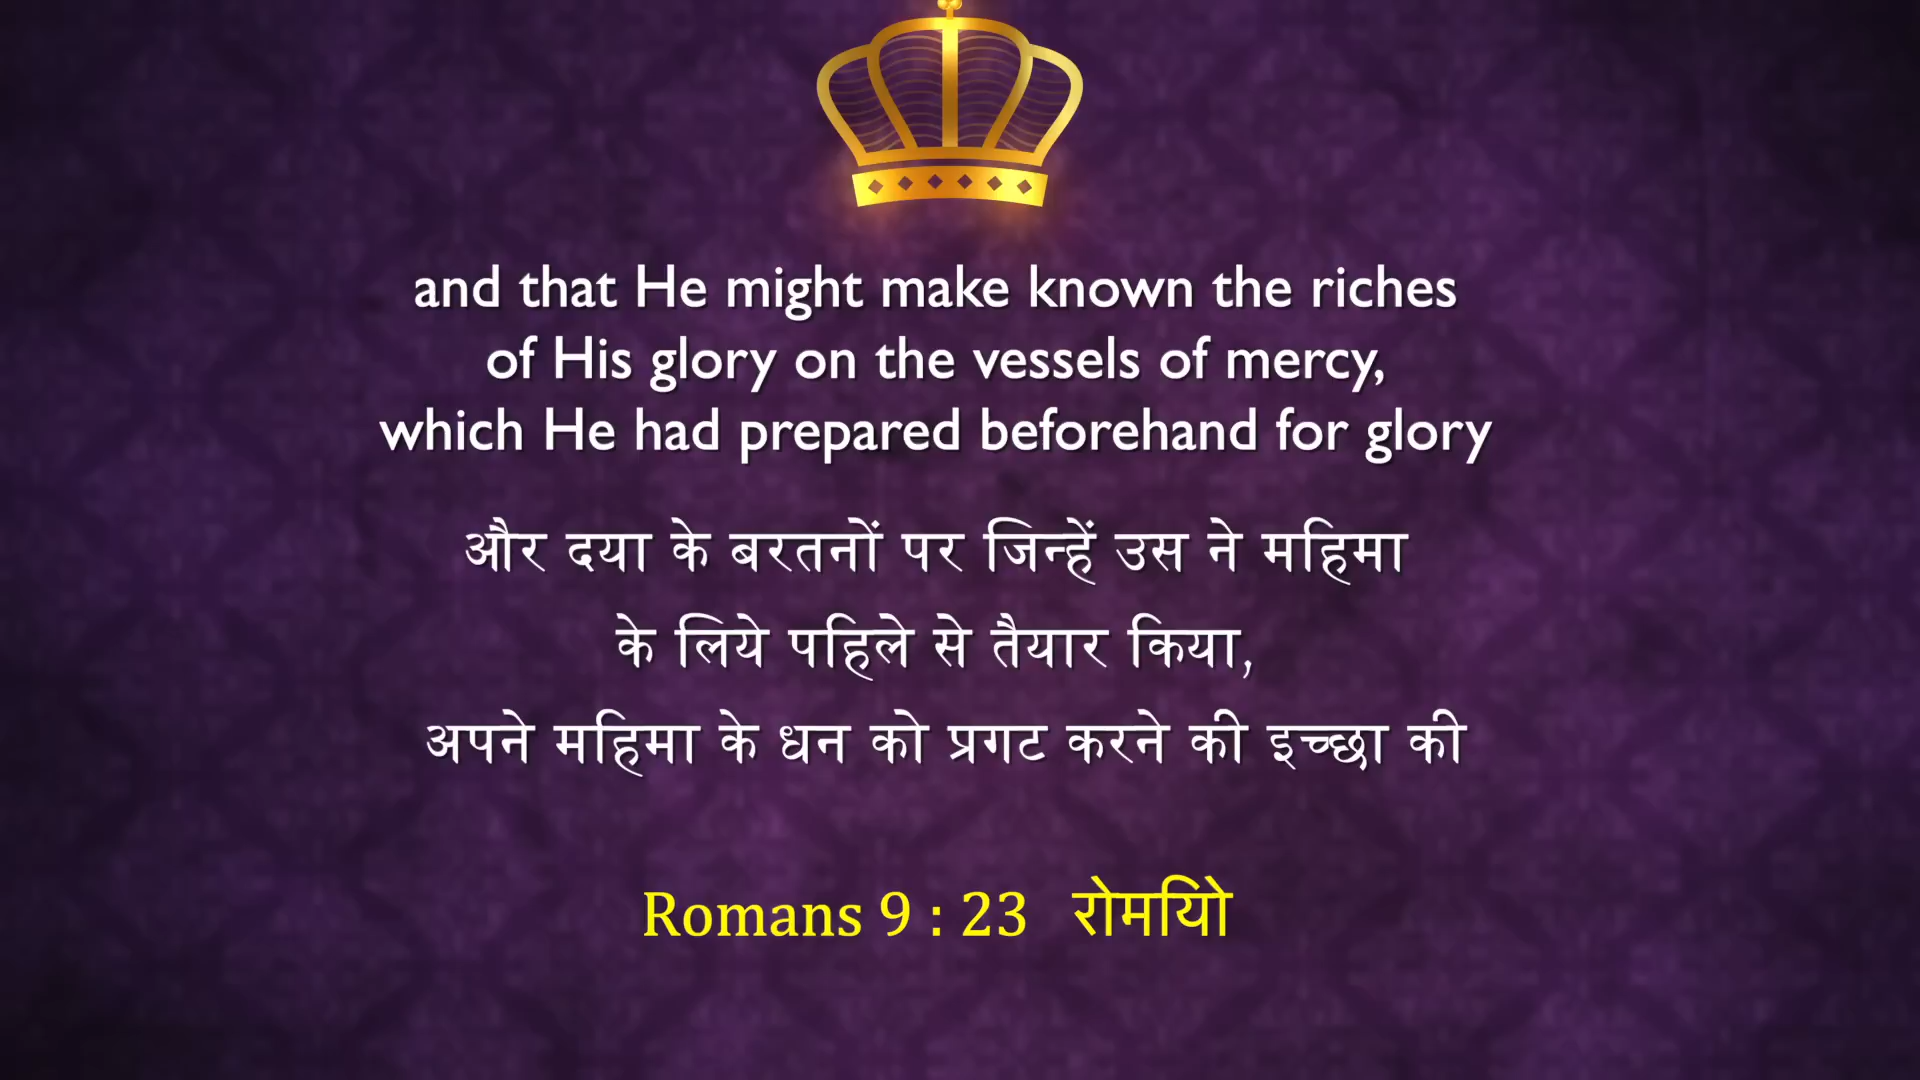 and that He might make known the riches
of His glory on the vessels of mercy,
which He had prepared beforehand for glory
और दया के बरतनों पर जिन्हें उस ने महिमा
के लिये पहिले से तैयार किया,
अपने महिमा के धन को प्रगट करने की इच्छा की
Romans 9 : 23 रोमियो